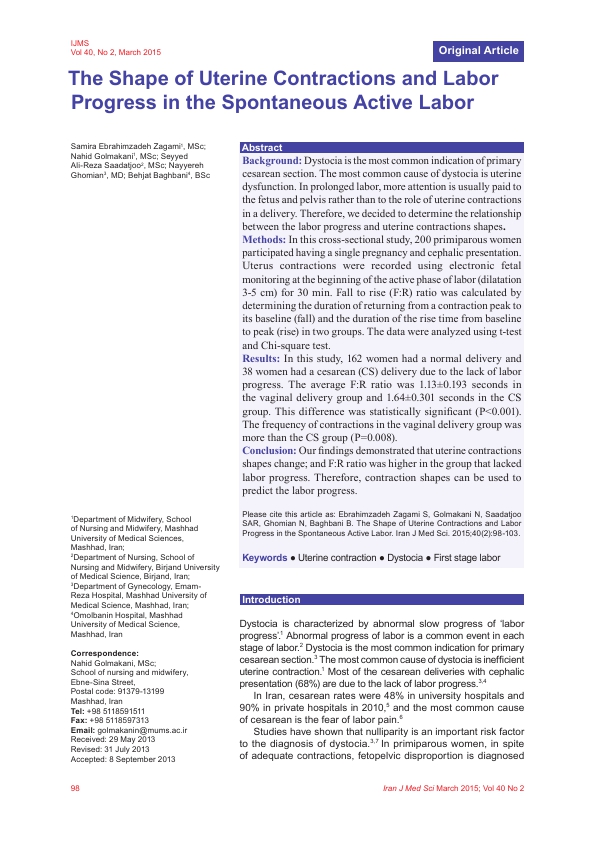 IJMS
Vol 40, No 2, March 2015
Original Article
The Shape of Uterine Contractions and Labor
Progress in the Spontaneous Active Labor
Samira Ebrahimzadeh Zagami¹, MSc;
Nahid Golmakani¹, MSc; Seyyed
Ali-Reza Saadatjoo², MSc; Nayyereh
Ghomian³, MD; Behjat Baghbani⁴, BSc
¹Department of Midwifery, School
of Nursing and Midwifery, Mashhad
University of Medical Sciences,
Mashhad, Iran;
²Department of Nursing, School of
Nursing and Midwifery, Birjand University
of Medical Science, Birjand, Iran;
³Department of Gynecology, Emam-
Reza Hospital, Mashhad University of
Medical Science, Mashhad, Iran;
⁴Omolbanin Hospital, Mashhad
University of Medical Science,
Mashhad, Iran
Correspondence:
Nahid Golmakani, MSc;
School of nursing and midwifery,
Ebne-Sina Street,
Postal code: 91379-13199
Mashhad, Iran
Tel: +98 5118591511
Fax: +98 5118597313
Email: golmakanin@mums.ac.ir
Received: 29 May 2013
Revised: 31 July 2013
Accepted: 8 September 2013
Abstract
Background: Dystocia is the most common indication of primary
cesarean section. The most common cause of dystocia is uterine
dysfunction. In prolonged labor, more attention is usually paid to
the fetus and pelvis rather than to the role of uterine contractions
in a delivery. Therefore, we decided to determine the relationship
between the labor progress and uterine contractions shapes.
Methods: In this cross-sectional study, 200 primiparous women
participated having a single pregnancy and cephalic presentation.
Uterus contractions were recorded using electronic fetal
monitoring at the beginning of the active phase of labor (dilatation
3-5 cm) for 30 min. Fall to rise (F:R) ratio was calculated by
determining the duration of returning from a contraction peak to
its baseline (fall) and the duration of the rise time from baseline
to peak (rise) in two groups. The data were analyzed using t-test
and Chi-square test.
Results: In this study, 162 women had a normal delivery and
38 women had a cesarean (CS) delivery due to the lack of labor
progress. The average F:R ratio was 1.13±0.193 seconds in
the vaginal delivery group and 1.64±0.301 seconds in the CS
group. This difference was statistically significant (P<0.001).
The frequency of contractions in the vaginal delivery group was
more than the CS group (P=0.008).
Conclusion: Our findings demonstrated that uterine contractions
shapes change; and F:R ratio was higher in the group that lacked
labor progress. Therefore, contraction shapes can be used to
predict the labor progress.
Please cite this article as: Ebrahimzadeh Zagami S, Golmakani N, Saadatjoo
SAR, Ghomian N, Baghbani B. The Shape of Uterine Contractions and Labor
Progress in the Spontaneous Active Labor. Iran J Med Sci. 2015;40(2):98-103.
Keywords ● Uterine contraction ● Dystocia ● First stage labor
Introduction
Dystocia is characterized by abnormal slow progress of 'labor
progress'.¹ Abnormal progress of labor is a common event in each
stage of labor.² Dystocia is the most common indication for primary
cesarean section.³ The most common cause of dystocia is inefficient
uterine contraction.¹ Most of the cesarean deliveries with cephalic
presentation (68%) are due to the lack of labor progress.³,⁴
In Iran, cesarean rates were 48% in university hospitals and
90% in private hospitals in 2010,⁵ and the most common cause
of cesarean is the fear of labor pain.⁶
Studies have shown that nulliparity is an important risk factor
to the diagnosis of dystocia.³,⁷ In primiparous women, in spite
of adequate contractions, fetopelvic disproportion is diagnosed
98
Iran J Med Sci March 2015; Vol 40 No 2